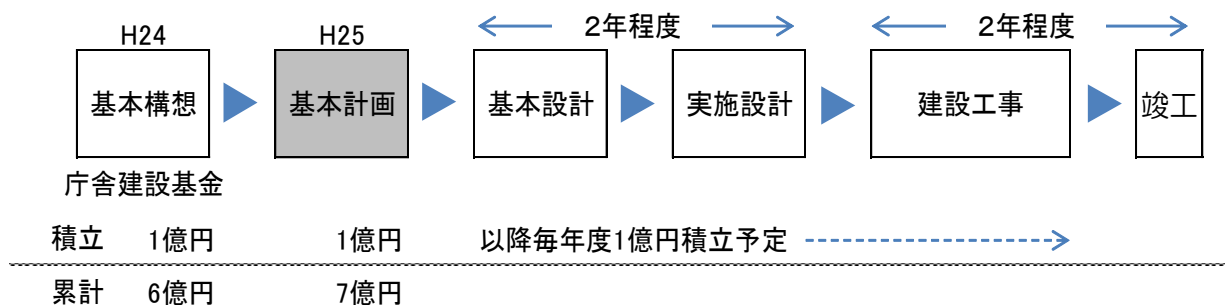 H24 H25 2年程度 2年程度
基本構想 基本計画 基本設計 実施設計 建設工事 竣工
庁舎建設基金
積立 1億円 1億円 以降毎年度1億円積立予定
累計 6億円 7億円